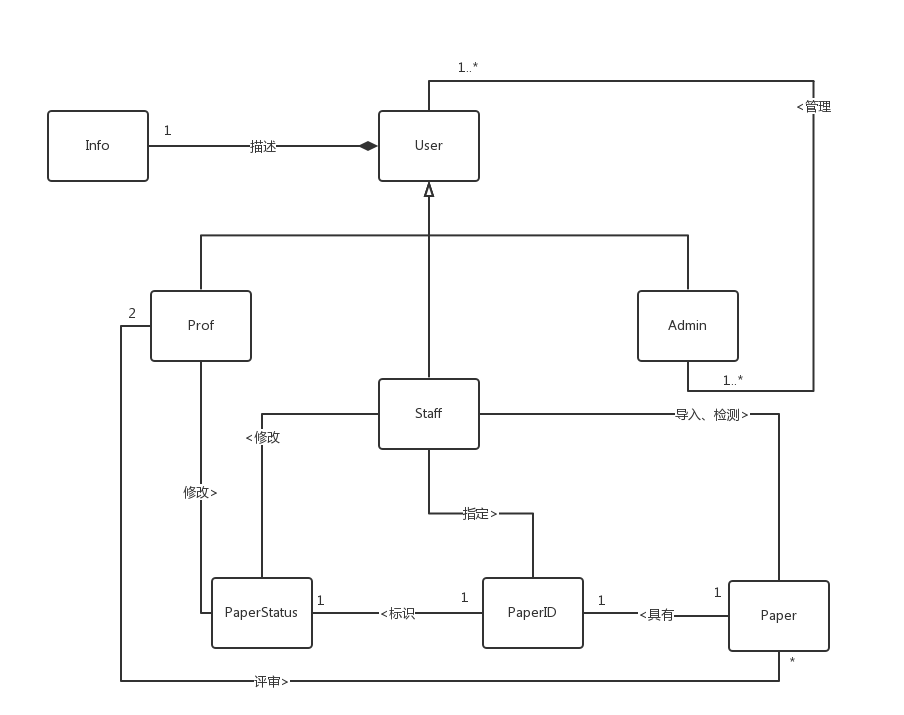 1..*
<管理
Info
1
描述
User
2
Prof
Admin
1..*
Staff
导入、检测>
<修改
修改>
指定>
PaperStatus
1
<标识
1
PaperID
1
<具有
1
Paper
*
评审>